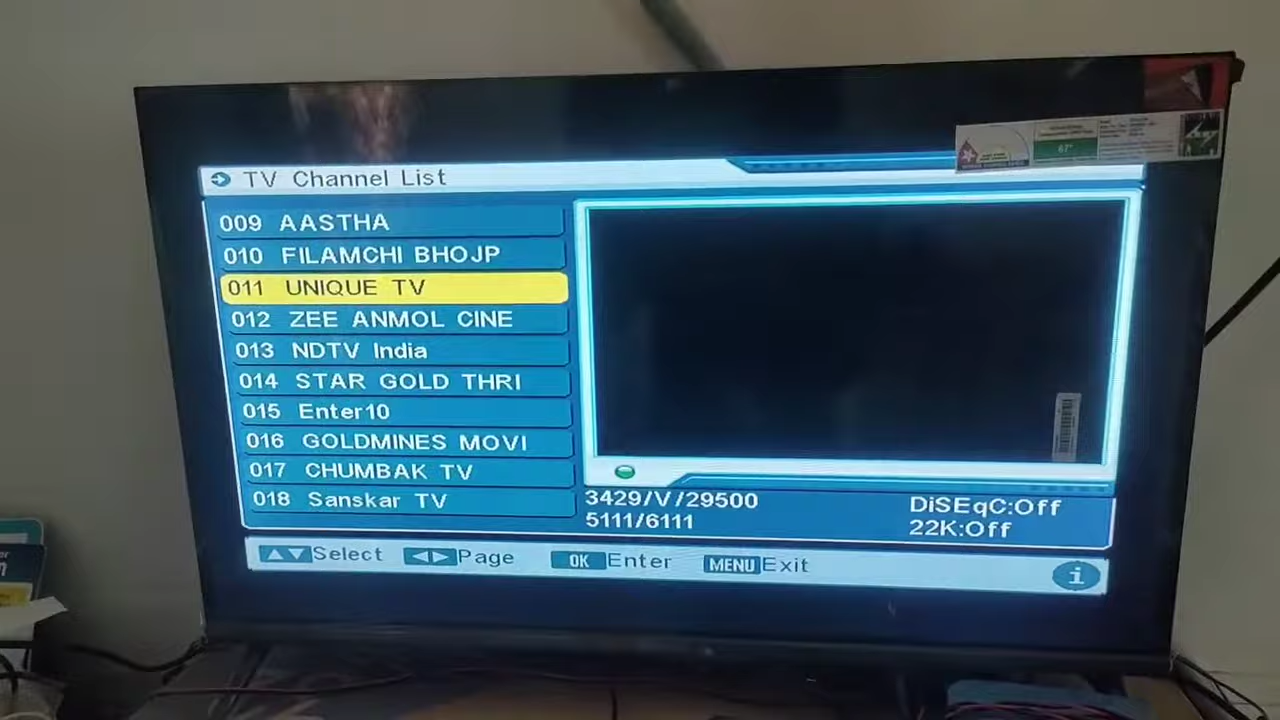 TV Channel List
009 AASTHA
010 FILAMCHI BHOJP
011 UNIQUE TV
012 ZEE ANMOL CINE
013 NDTV India
014 STAR GOLD THRI
015 Enter10
016 GOLDMINES MOVI
017 CHUMBAK TV
018 Sanskar TV
3429/V/29500
5111/6111
DiSEqC:Off
22K:Off
Select
Page
OK Enter
MENU Exit
i
67"